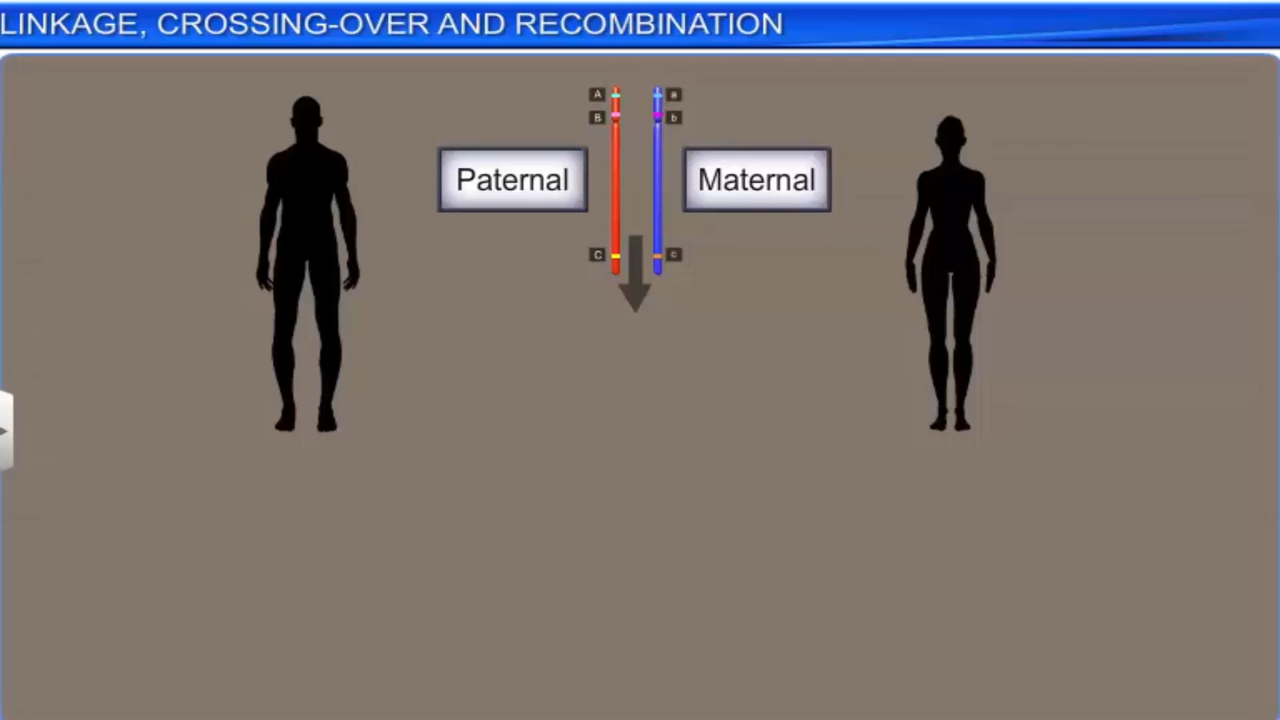 LINKAGE, CROSSING-OVER AND RECOMBINATION
A a
B b
Paternal Maternal
C c